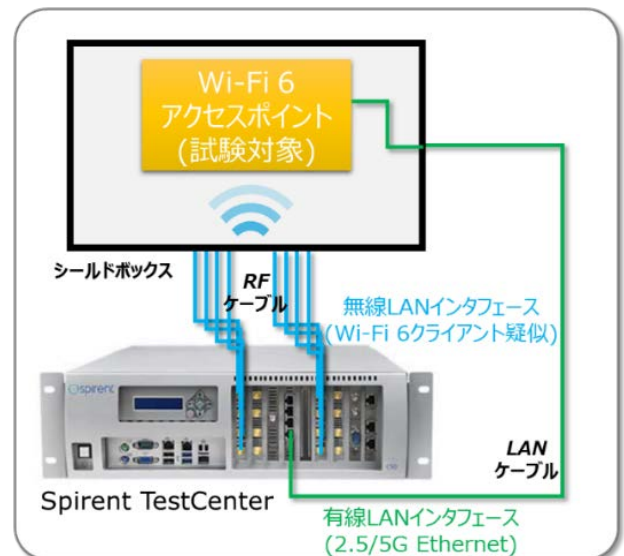 Wi-Fi 6
アクセスポイント
(試験対象)
シールドボックス
RF
ケーブル
無線LANインタフェース
(Wi-Fi 6クライアント疑似)
spirent
LAN
ケーブル
Spirent TestCenter
有線LANインタフェース
(2.5/5G Ethernet)